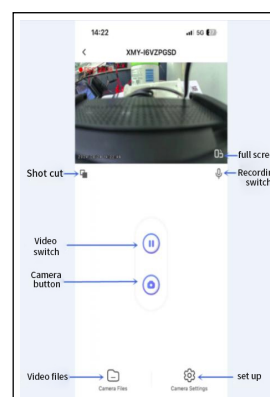 14:22
5G
XMY-I6VZPGSD
full scre
Shot cut
Recordin
switch
Video
switch
Camera
button
Video files
set up
Camera Files
Camera Settings